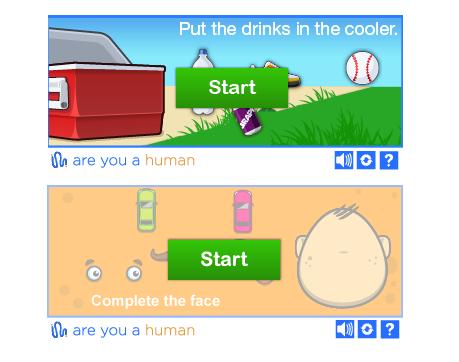 Put the drinks in the cooler.
Start
are you a human
Start
Complete the face
are you a human